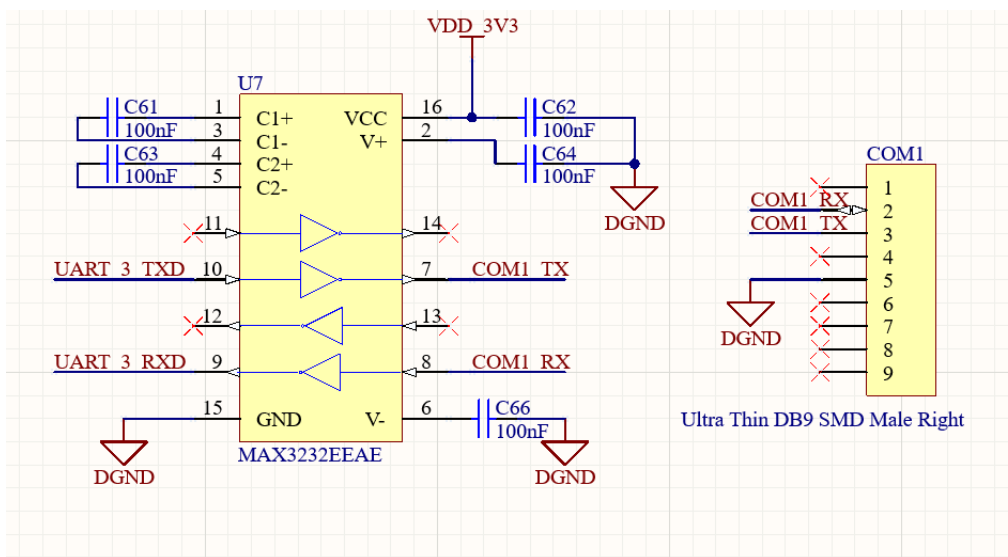 VDD_3V3
U7
C61
100nF
C63
100nF
1
3
4
5
C1+
C1-
C2+
C2-
VCC
V+
16
2
C62
100nF
C64
100nF
DGND
11
14
UART_3_TXD
10
7
COM1_TX
12
13
UART_3_RXD
9
8
COM1_RX
15
GND
V-
6
C66
100nF
DGND
DGND
MAX3232EEAE
COM1
1
COM1_RX
2
COM1_TX
3
4
5
DGND
6
7
8
9
Ultra Thin DB9 SMD Male Right